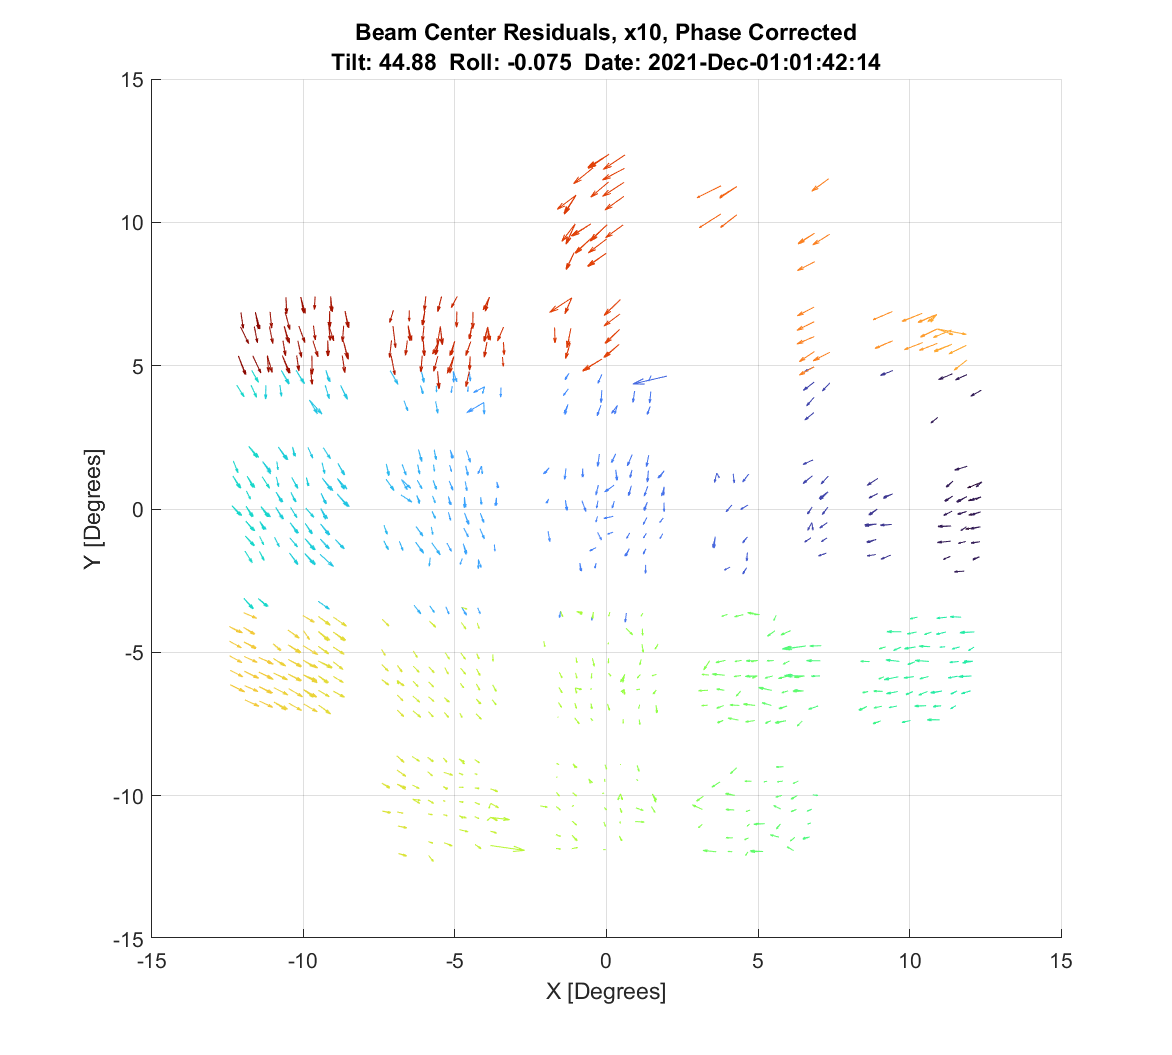 Beam Center Residuals, x10, Phase Corrected
Tilt: 44.88  Roll: -0.075  Date: 2021-Dec-01:01:42:14
15
10
5
0
-5
-10
-15
Y [Degrees]
-15 -10 -5 0 5 10 15
X [Degrees]